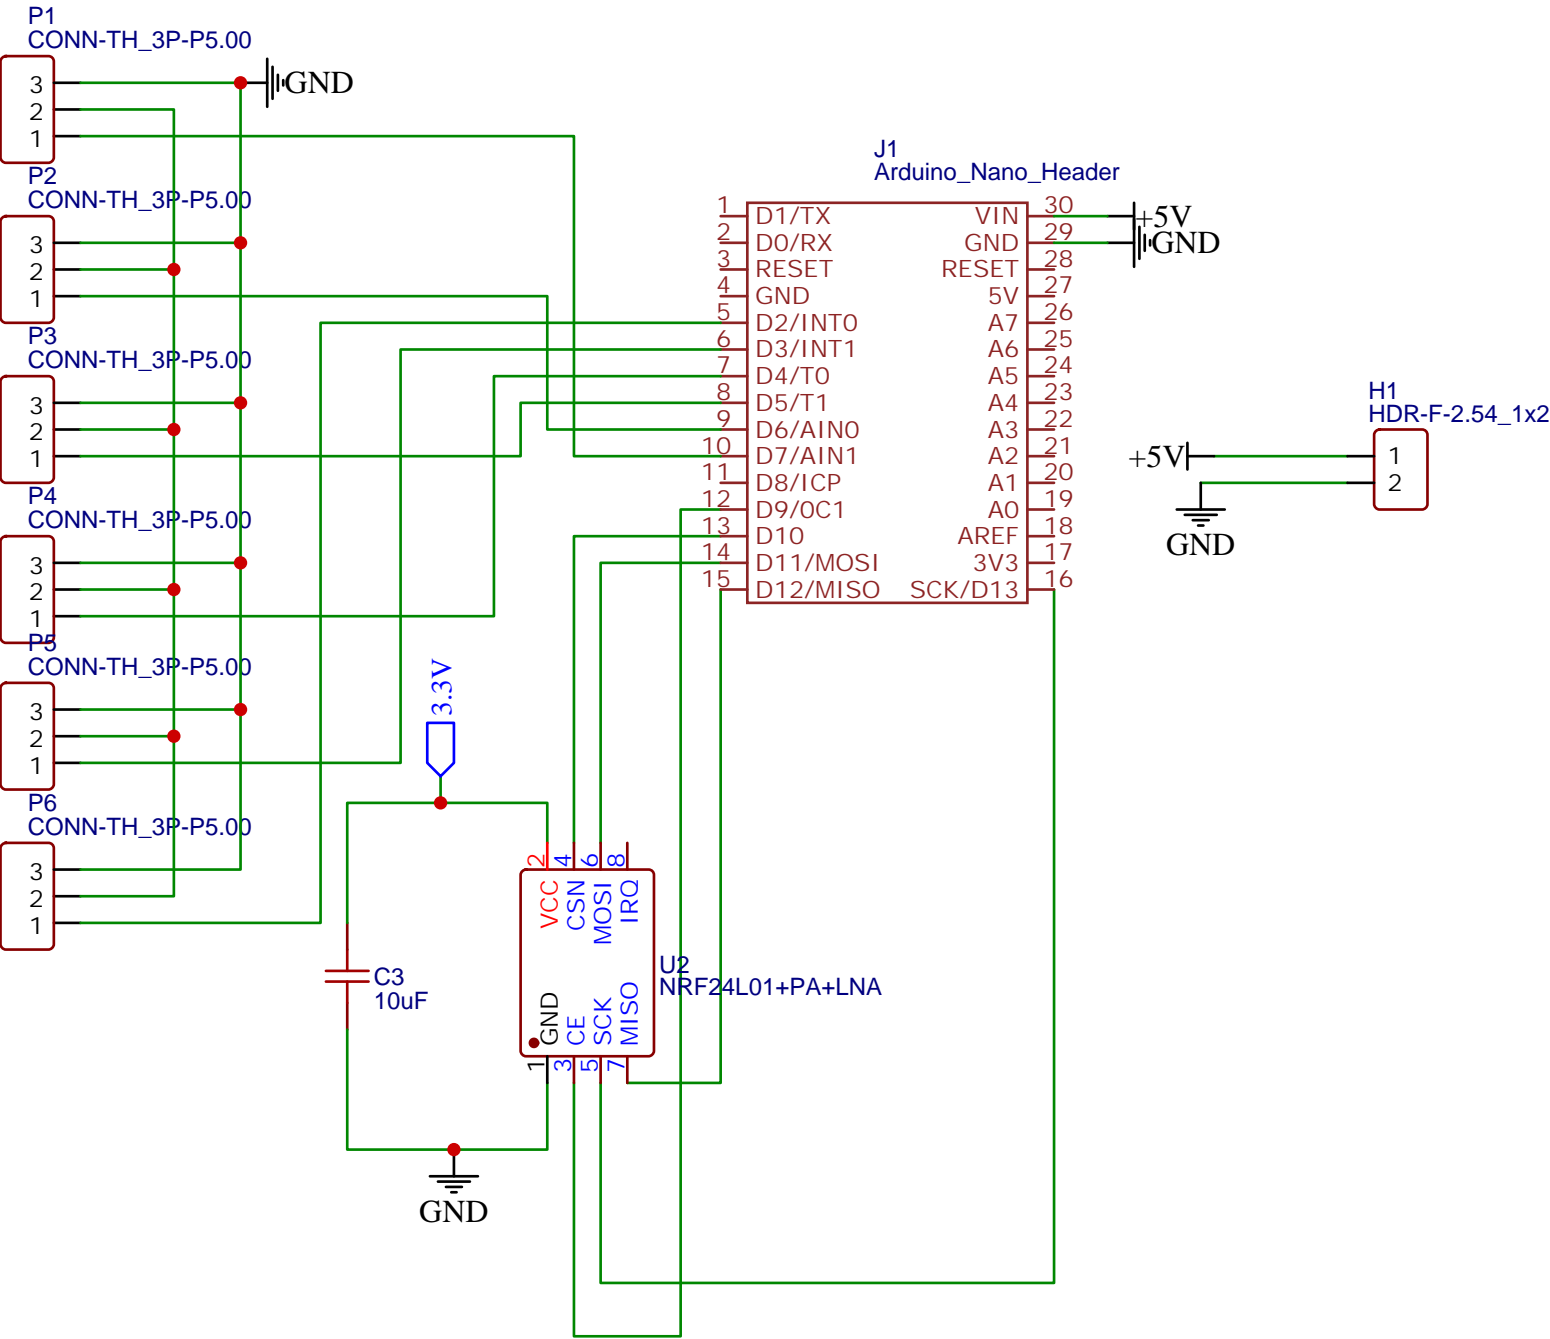 P1
CONN-TH_3P-P5.00
3
2
1
GND
P2
CONN-TH_3P-P5.00
3
2
1
P3
CONN-TH_3P-P5.00
3
2
1
P4
CONN-TH_3P-P5.00
3
2
1
P5
CONN-TH_3P-P5.00
3
2
1
P6
CONN-TH_3P-P5.00
3
2
1
J1
Arduino_Nano_Header
1 D1/TX VIN 30 +5V
2 D0/RX GND 29 GND
3 RESET RESET 28
4 GND 5V 27
5 D2/INT0 A7 26
6 D3/INT1 A6 25
7 D4/T0 A5 24
8 D5/T1 A4 23
9 D6/AIN0 A3 22
10 D7/AIN1 A2 21
11 D8/ICP A1 20
12 D9/0C1 A0 19
13 D10 AREF 18
14 D11/MOSI 3V3 17
15 D12/MISO SCK/D13 16
H1
HDR-F-2.54_1x2
+5V 1
2
GND
3.3V
C3
10uF
2 4 6 8
VCC
CSN
MOSI
IRQ
U2
NRF24L01+PA+LNA
GND
CE
SCK
MISO
1 3 5 7
GND